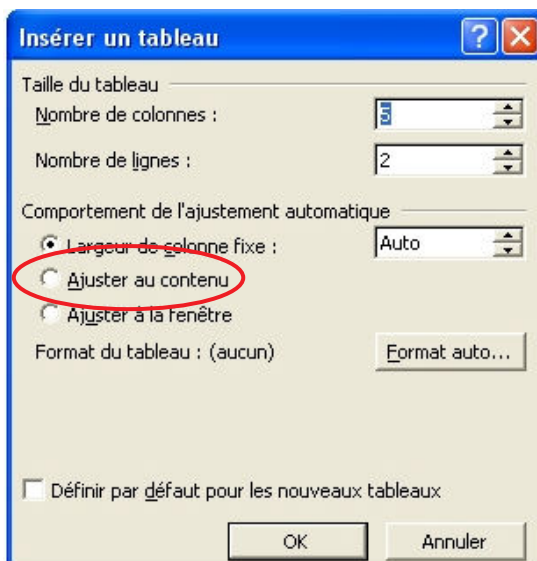 Insérer un tableau
Taille du tableau
Nombre de colonnes : 5
Nombre de lignes : 2
Comportement de l'ajustement automatique
Largeur de colonne fixe : Auto
Ajuster au contenu
Ajuster à la fenêtre
Format du tableau : (aucun) Format auto...
Définir par défaut pour les nouveaux tableaux
OK Annuler